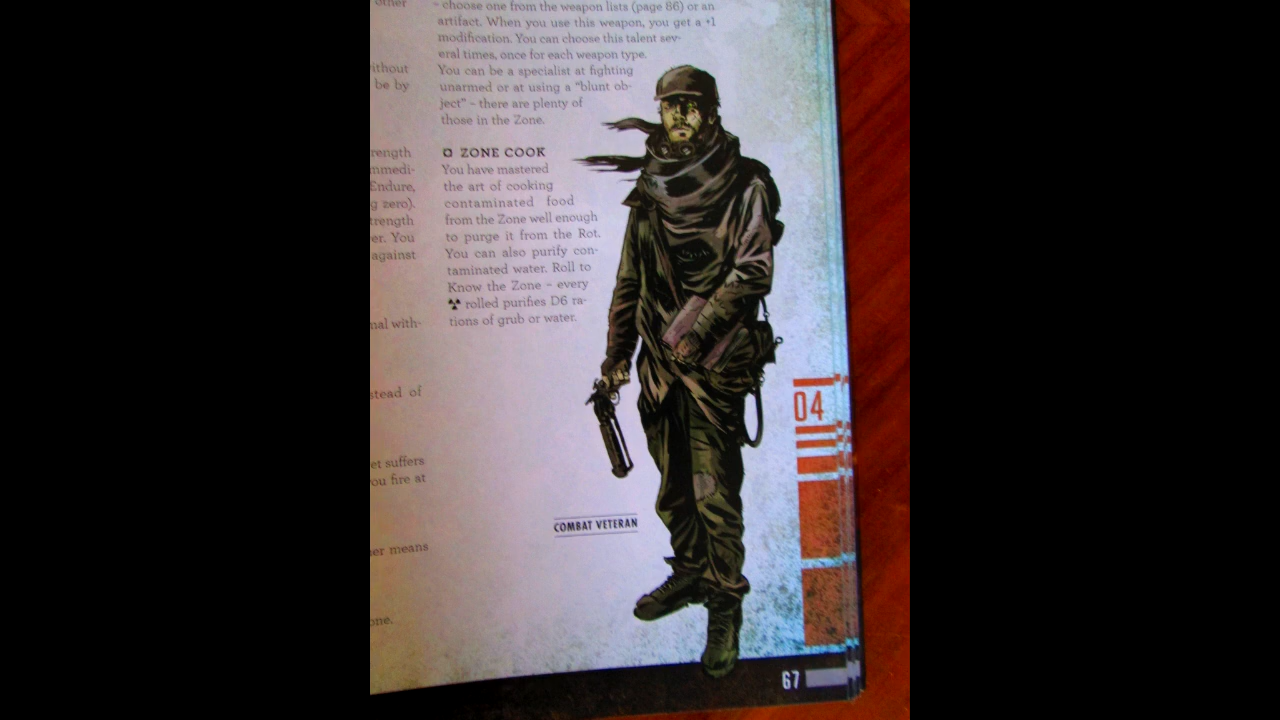 other
ithout
be by
rength
mmedi-
Endure,
g zero).
trength
er. You
against
nal with-
stead of
et suffers
ou fire at
er means
one.
– choose one from the weapon lists (page 86) or an
artifact. When you use this weapon, you get a +1
modification. You can choose this talent sev-
eral times, once for each weapon type.
You can be a specialist at fighting
unarmed or at using a “blunt ob-
ject” – there are plenty of
those in the Zone.
ZONE COOK
You have mastered
the art of cooking
contaminated food
from the Zone well enough
to purge it from the Rot.
You can also purify con-
taminated water. Roll to
Know the Zone – every
☢ rolled purifies D6 ra-
tions of grub or water.
COMBAT VETERAN
04
67